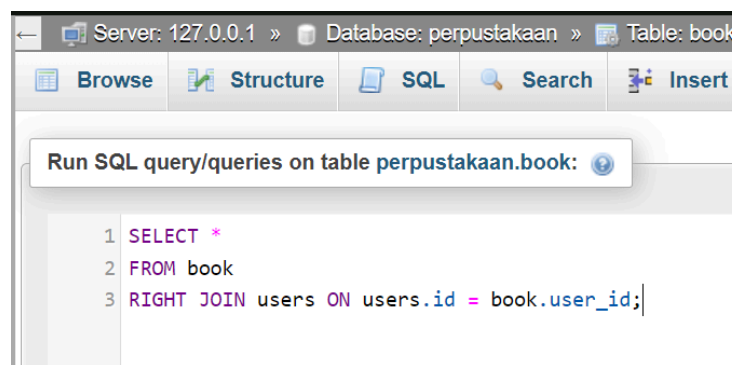 ← Server: 127.0.0.1 » Database: perpustakaan » Table: book
Browse Structure SQL Search Insert
Run SQL query/queries on table perpustakaan.book:
1 SELECT *
2 FROM book
3 RIGHT JOIN users ON users.id = book.user_id;